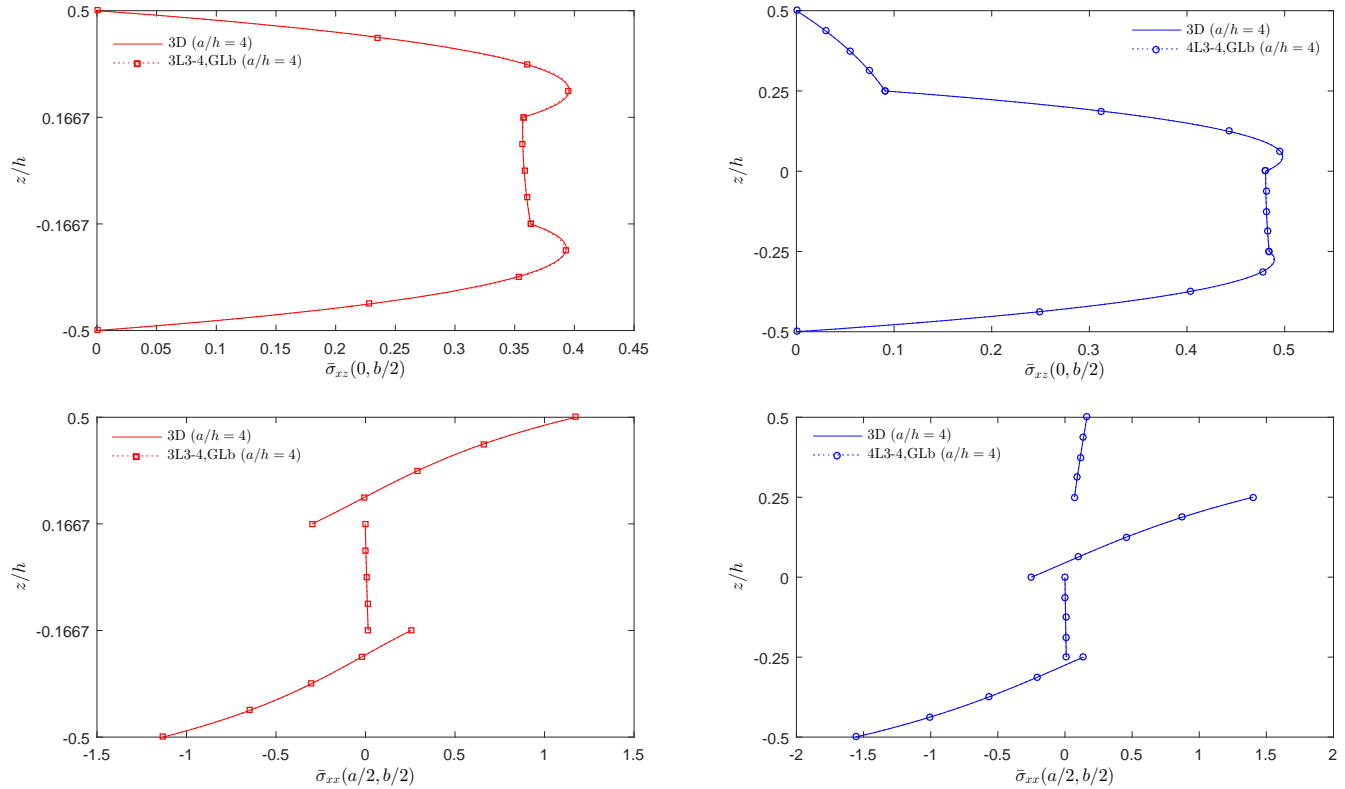 0.5
0.1667
-0.1667
-0.5
z/h
3D (a/h = 4)
3L3-4,GLb (a/h = 4)
0 0.05 0.1 0.15 0.2 0.25 0.3 0.35 0.4 0.45
σ̄xz(0, b/2)
0.5
0.25
0
-0.25
-0.5
z/h
3D (a/h = 4)
4L3-4,GLb (a/h = 4)
0 0.1 0.2 0.3 0.4 0.5
σ̄xz(0, b/2)
0.5
0.1667
-0.1667
-0.5
z/h
3D (a/h = 4)
3L3-4,GLb (a/h = 4)
-1.5 -1 -0.5 0 0.5 1 1.5
σ̄xx(a/2, b/2)
0.5
0.25
0
-0.25
-0.5
z/h
3D (a/h = 4)
4L3-4,GLb (a/h = 4)
-2 -1.5 -1 -0.5 0 0.5 1 1.5 2
σ̄xx(a/2, b/2)